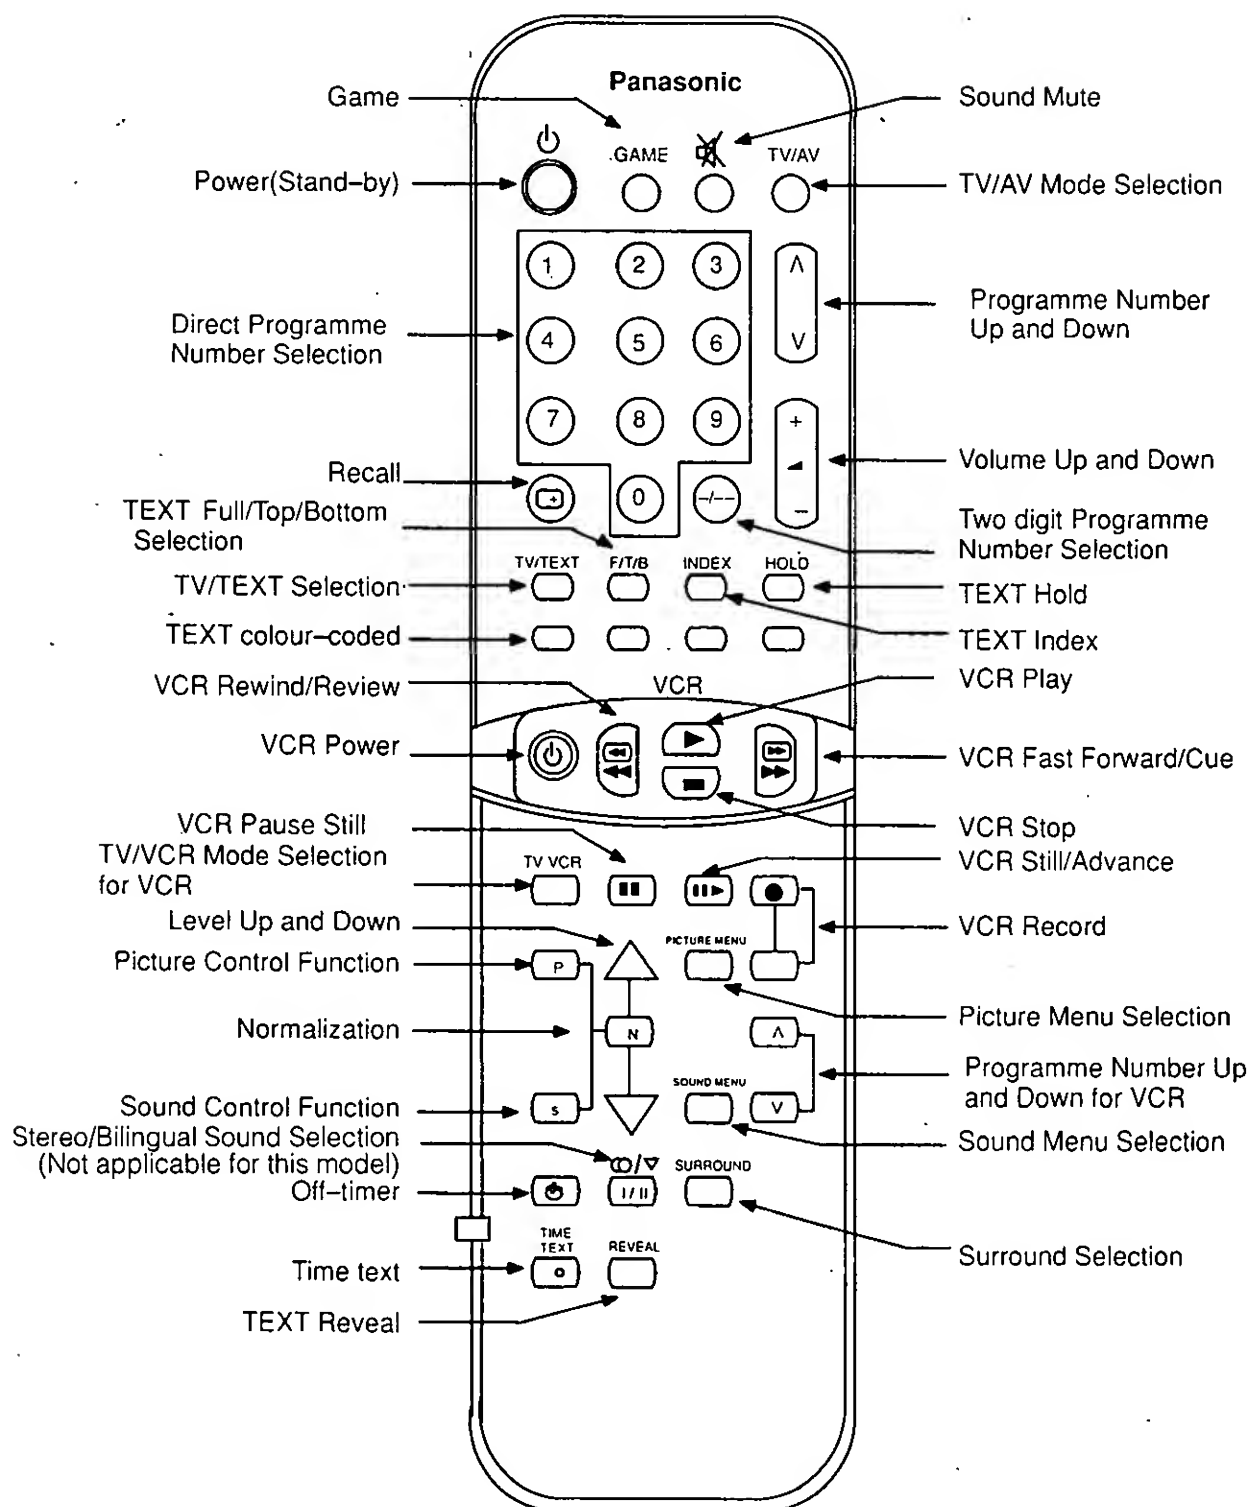 Panasonic
Game
Sound Mute
GAME
TV/AV
Power(Stand–by)
TV/AV Mode Selection
1 2 3
Λ
Programme Number
Up and Down
Direct Programme
Number Selection
4 5 6
V
7 8 9
+
Volume Up and Down
Recall
0
-/--
–
TEXT Full/Top/Bottom
Selection
Two digit Programme
Number Selection
TV/TEXT F/T/B INDEX HOLD
TV/TEXT Selection
TEXT Hold
TEXT colour–coded
TEXT Index
VCR Rewind/Review
VCR
VCR Play
VCR Power
VCR Fast Forward/Cue
VCR Pause Still
VCR Stop
TV/VCR Mode Selection
for VCR
TV VCR
VCR Still/Advance
Level Up and Down
VCR Record
PICTURE MENU
Picture Control Function
P
Normalization
N
Λ
Picture Menu Selection
Programme Number Up
and Down for VCR
SOUND MENU
Sound Control Function
S
V
Stereo/Bilingual Sound Selection
(Not applicable for this model)
Sound Menu Selection
SURROUND
Off–timer
I/II
TIME
TEXT
REVEAL
Surround Selection
Time text
TEXT Reveal